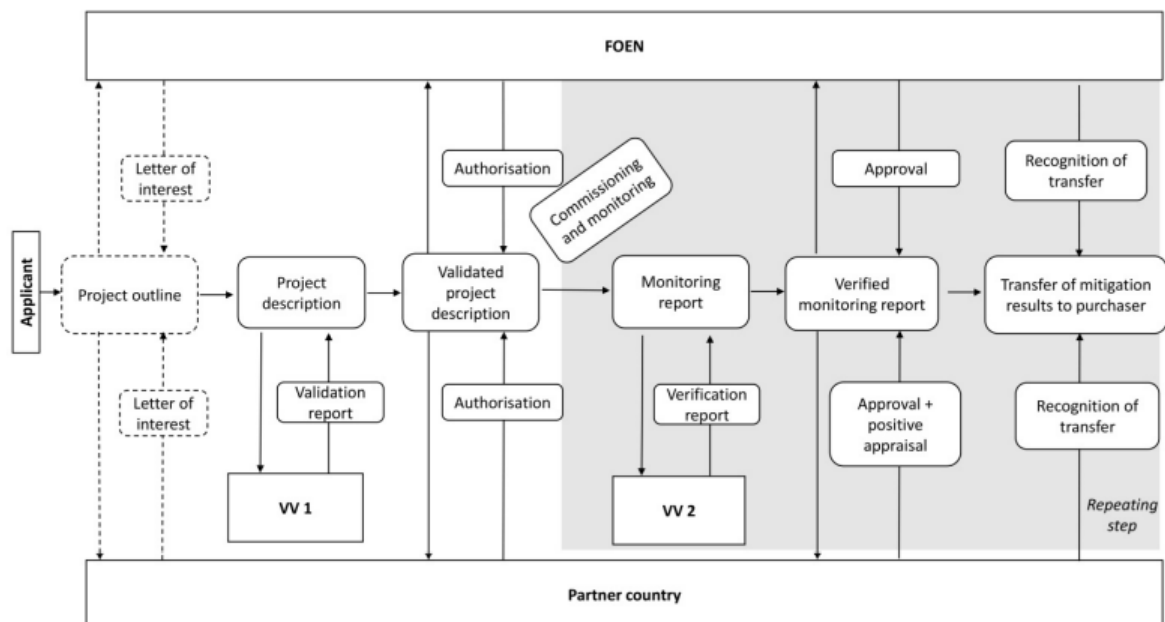 FOEN
Letter of
interest
Authorisation
Commissioning
and monitoring
Approval
Recognition of
transfer
Applicant
Project outline
Project
description
Validated
project
description
Monitoring
report
Verified
monitoring report
Transfer of mitigation
results to purchaser
Letter of
interest
Validation
report
Authorisation
Verification
report
Approval +
positive
appraisal
Recognition of
transfer
VV 1
VV 2
Repeating
step
Partner country